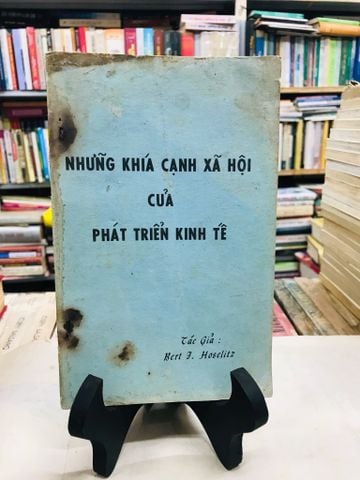 NHỮNG KHÍA CẠNH XÃ HỘI
CỦA
PHÁT TRIỂN KINH TẾ
Tác Giả :
Bert J. Hoselitz